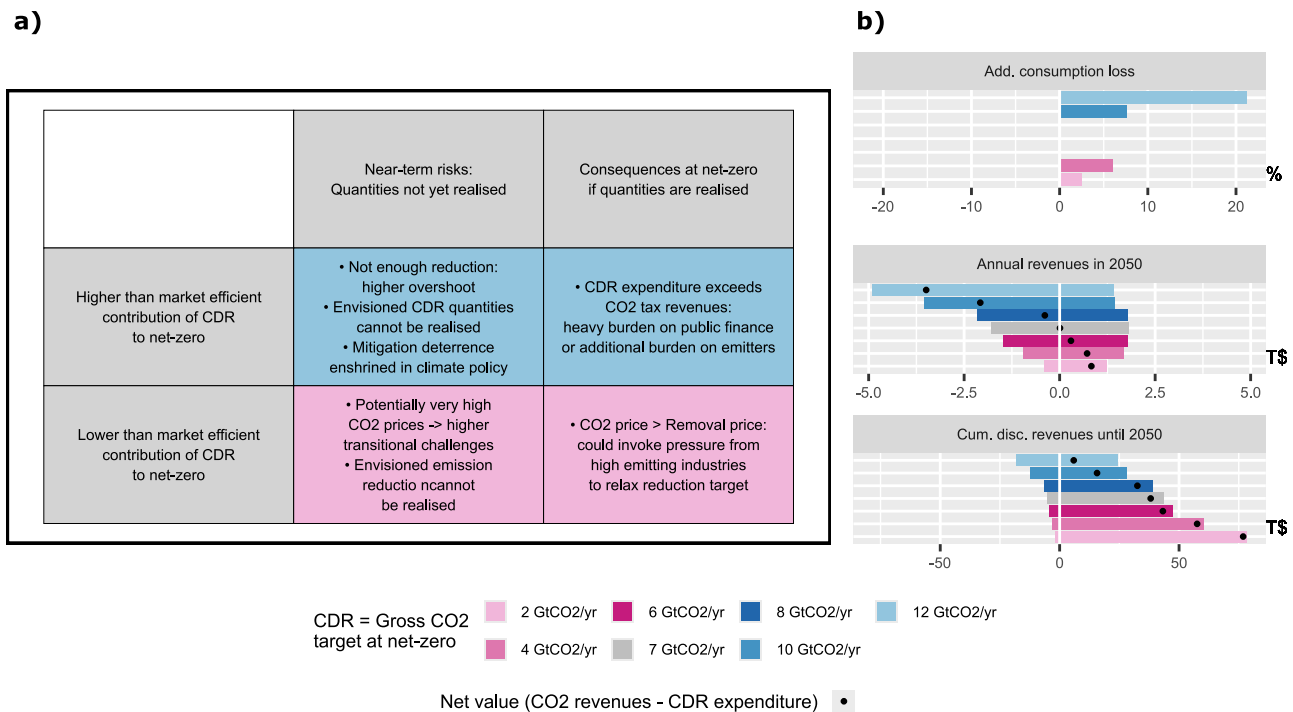 a)
Near-term risks:
Quantities not yet realised
Consequences at net-zero
if quantities are realised
Higher than market efficient
contribution of CDR
to net-zero
• Not enough reduction:
higher overshoot
• Envisioned CDR quantities
cannot be realised
• Mitigation deterrence
enshrined in climate policy
• CDR expenditure exceeds
CO2 tax revenues:
heavy burden on public finance
or additional burden on emitters
Lower than market efficient
contribution of CDR
to net-zero
• Potentially very high
CO2 prices -> higher
transitional challenges
• Envisioned emission
reductio ncannot
be realised
• CO2 price > Removal price:
could invoke pressure from
high emitting industries
to relax reduction target
b)
Add. consumption loss
%
-20 -10 0 10 20
Annual revenues in 2050
T$
-5.0 -2.5 0.0 2.5 5.0
Cum. disc. revenues until 2050
T$
-50 0 50
CDR = Gross CO2
target at net-zero
2 GtCO2/yr 6 GtCO2/yr 8 GtCO2/yr 12 GtCO2/yr
4 GtCO2/yr 7 GtCO2/yr 10 GtCO2/yr
Net value (CO2 revenues - CDR expenditure)